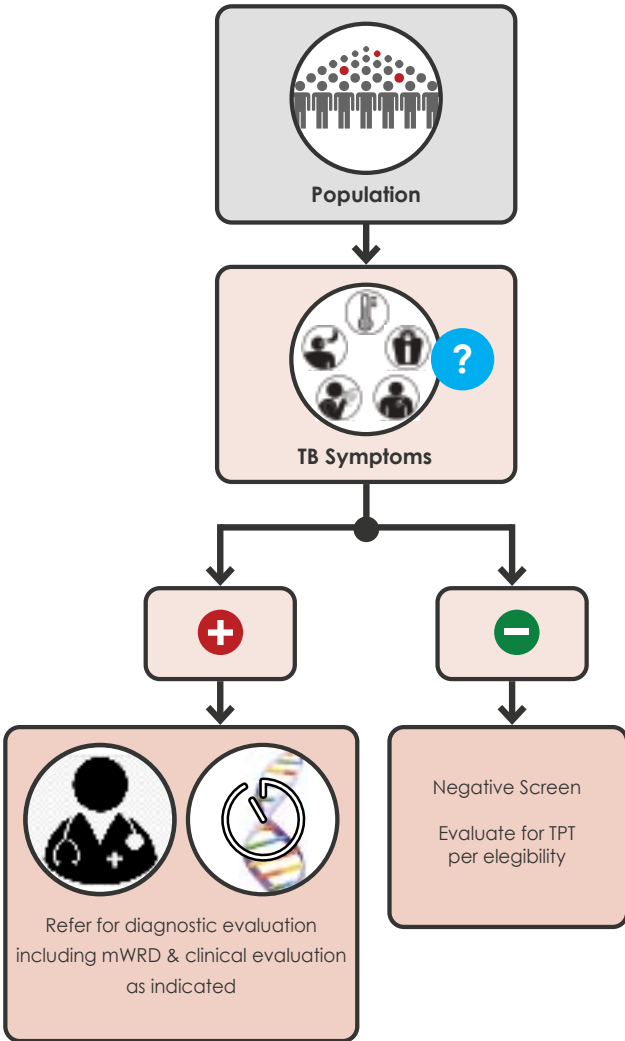 Population
?
TB Symptoms
Refer for diagnostic evaluation
including mWRD & clinical evaluation
as indicated
Negative Screen
Evaluate for TPT
per elegibility